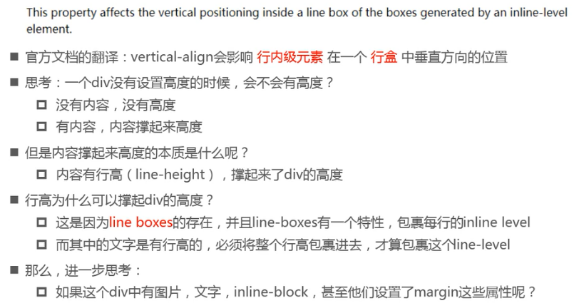 This property affects the vertical positioning inside a line box of the boxes generated by an inline-level
element.
■ 官方文档的翻译：vertical-align会影响 行内级元素 在一个 行盒 中垂直方向的位置
■ 思考：一个div没有设置高度的时候，会不会有高度？
没有内容，没有高度
有内容，内容撑起来高度
■ 但是内容撑起来高度的本质是什么呢？
内容有行高（line-height），撑起来了div的高度
■ 行高为什么可以撑起div的高度？
这是因为line boxes的存在，并且line-boxes有一个特性，包裹每行的inline level
而其中的文字是有行高的，必须将整个行高包裹进去，才算包裹这个line-level
■ 那么，进一步思考：
如果这个div中有图片，文字，inline-block，甚至他们设置了margin这些属性呢？